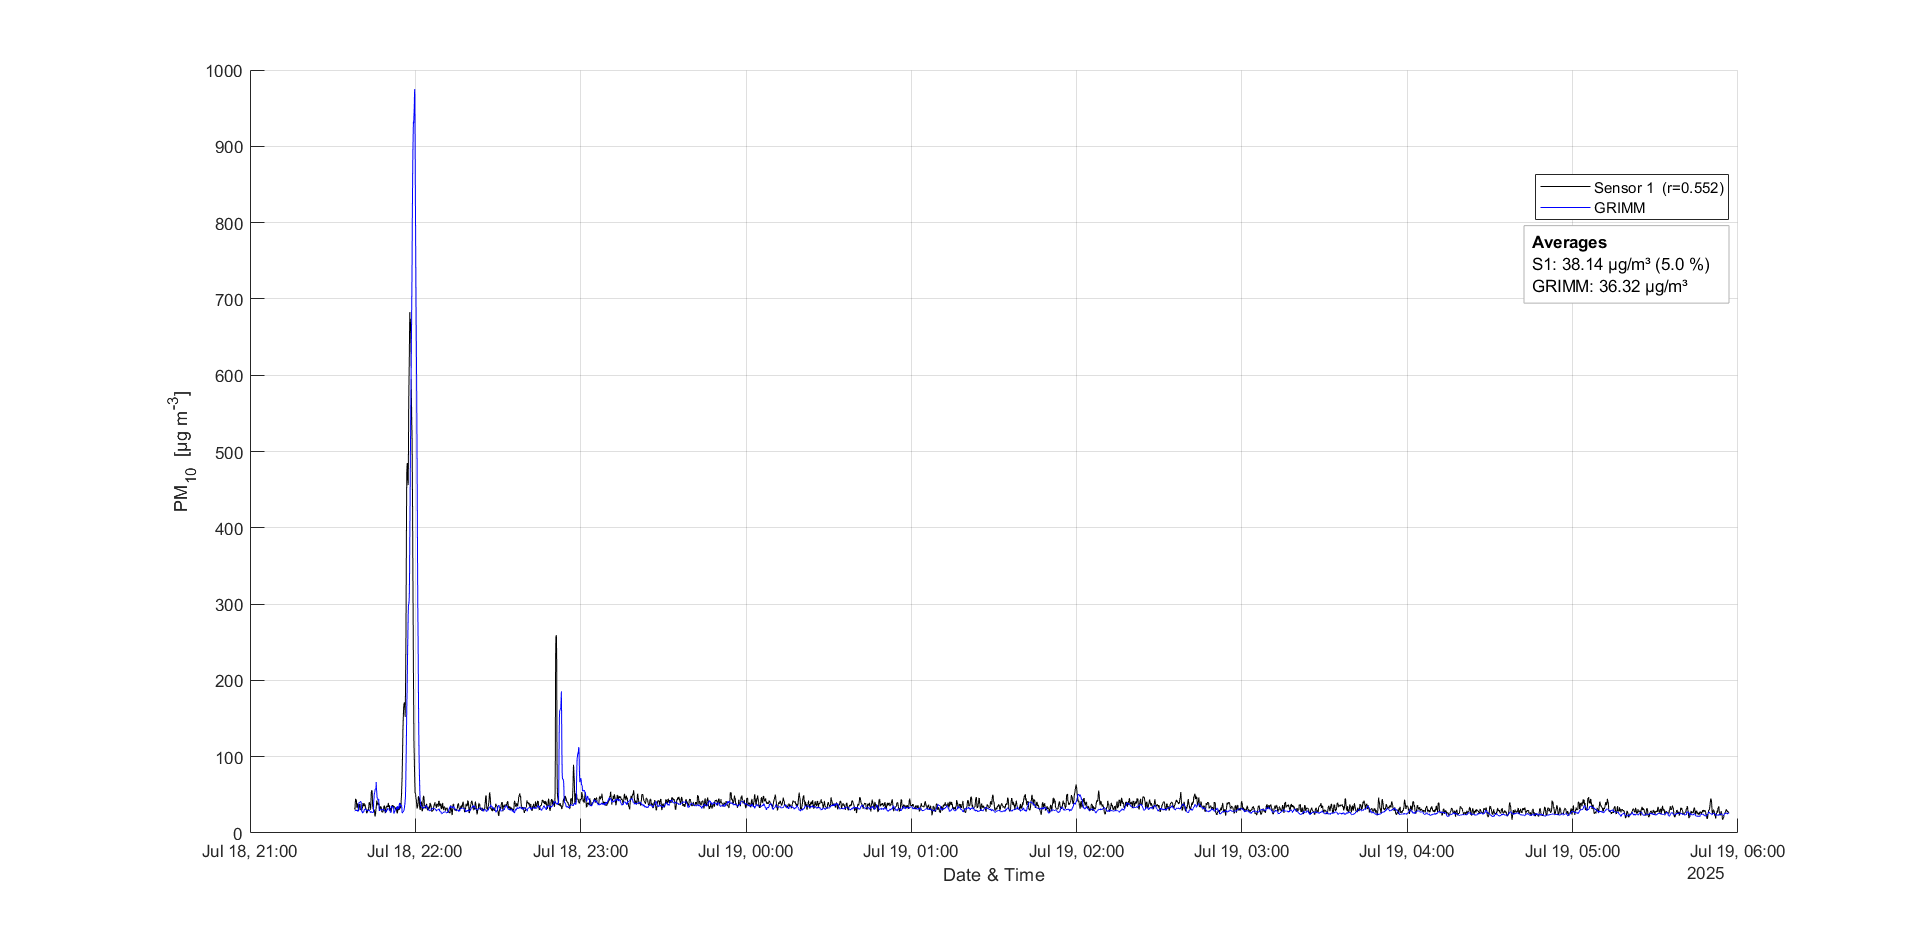 1000
900
800
700
600
500
400
300
200
100
0
PM10 [µg m-3]
Sensor 1 (r=0.552)
GRIMM
Averages
S1: 38.14 µg/m³ (5.0 %)
GRIMM: 36.32 µg/m³
Jul 18, 21:00 Jul 18, 22:00 Jul 18, 23:00 Jul 19, 00:00 Jul 19, 01:00 Jul 19, 02:00 Jul 19, 03:00 Jul 19, 04:00 Jul 19, 05:00 Jul 19, 06:00
Date & Time
2025